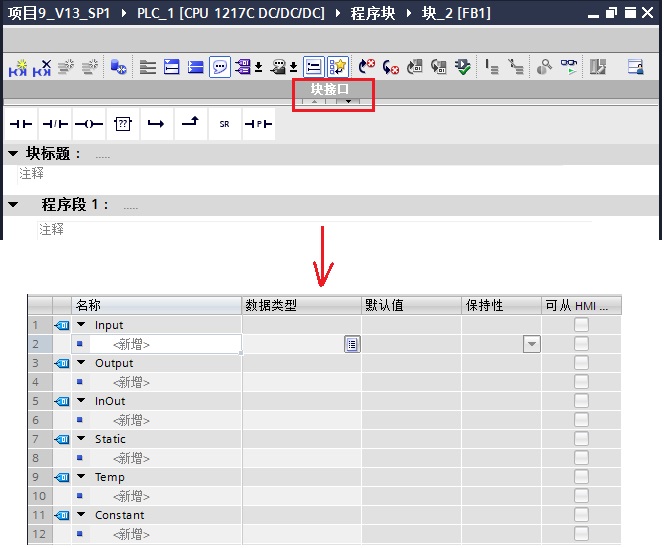 项目9_V13_SP1 ▸ PLC_1 [CPU 1217C DC/DC/DC] ▸ 程序块 ▸ 块_2 [FB1]
块接口
?? SR P
块标题： .....
注释
程序段 1： .....
注释
名称 数据类型 默认值 保持性 可从 HMI ...
1 Input
2 <新增>
3 Output
4 <新增>
5 InOut
6 <新增>
7 Static
8 <新增>
9 Temp
10 <新增>
11 Constant
12 <新增>